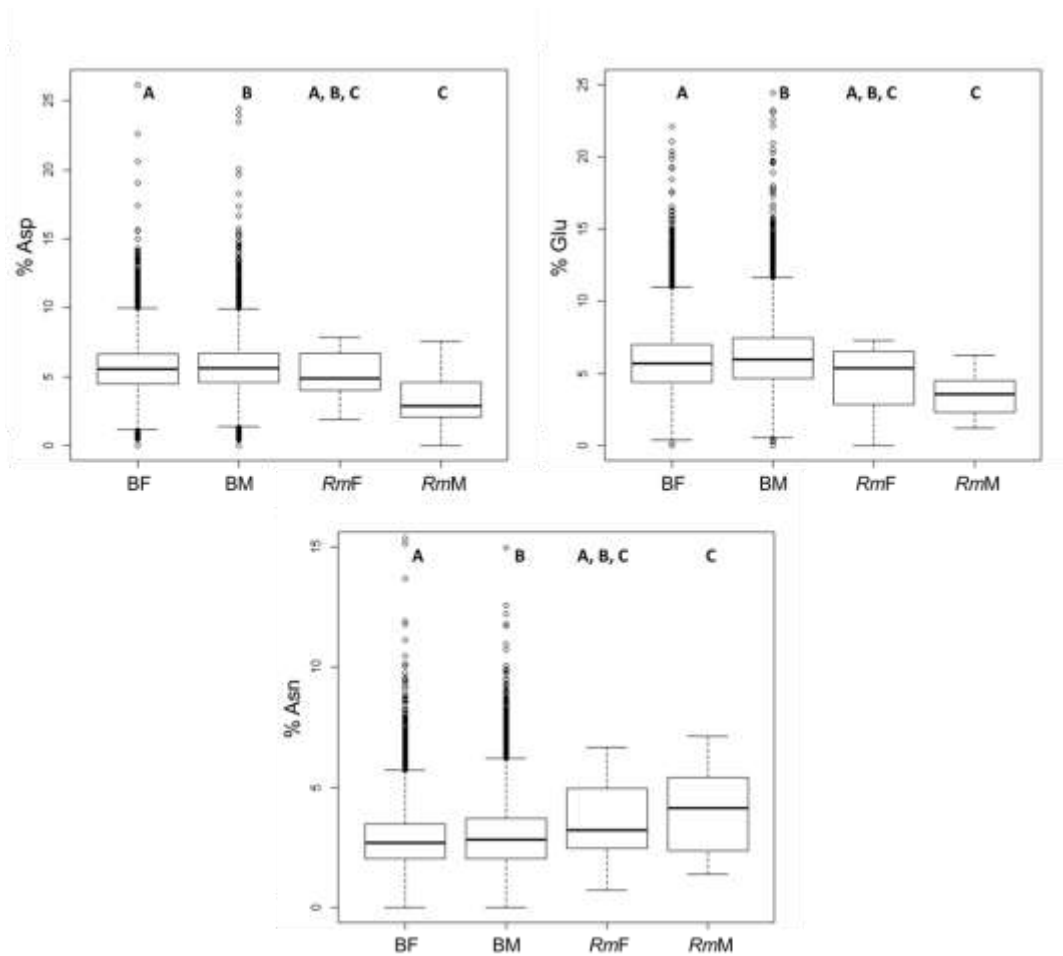 % Asp
25
20
15
10
5
0
A B A, B, C C
BF BM RmF RmM
% Glu
25
20
15
10
5
0
A B A, B, C C
BF BM RmF RmM
% Asn
15
10
5
0
A B A, B, C C
BF BM RmF RmM